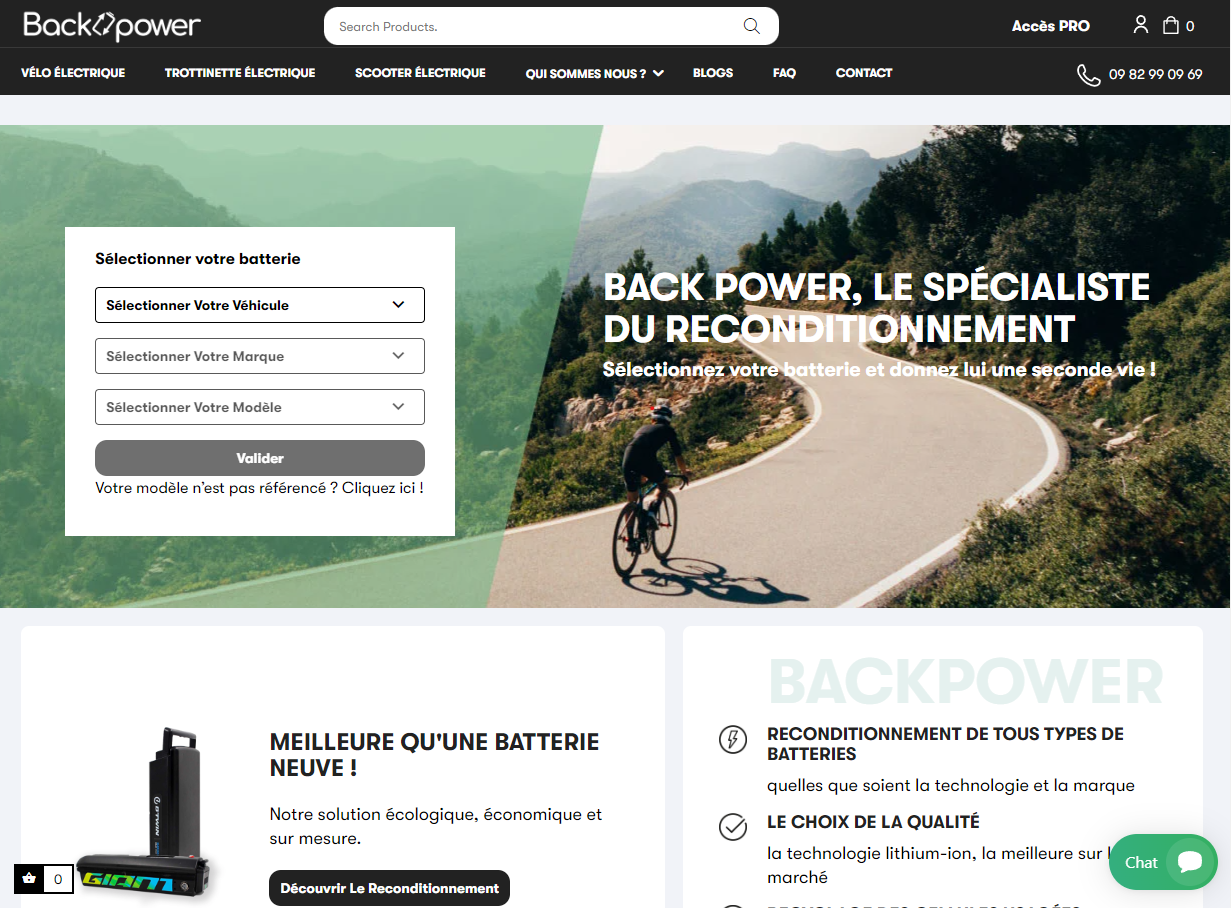 Back power
Search Products.
Accès PRO
0
VÉLO ÉLECTRIQUE
TROTTINETTE ÉLECTRIQUE
SCOOTER ÉLECTRIQUE
QUI SOMMES NOUS ?
BLOGS
FAQ
CONTACT
09 82 99 09 69
Sélectionner votre batterie
Sélectionner Votre Véhicule
Sélectionner Votre Marque
Sélectionner Votre Modèle
Valider
Votre modèle n'est pas référencé ? Cliquez ici !
BACK POWER, LE SPÉCIALISTE
DU RECONDITIONNEMENT
Sélectionnez votre batterie et donnez lui une seconde vie !
MEILLEURE QU'UNE BATTERIE
NEUVE !
Notre solution écologique, économique et
sur mesure.
Découvrir Le Reconditionnement
BTWIN
GIANT
0
BACKPOWER
RECONDITIONNEMENT DE TOUS TYPES DE
BATTERIES
quelles que soient la technologie et la marque
LE CHOIX DE LA QUALITÉ
la technologie lithium-ion, la meilleure sur
marché
Chat